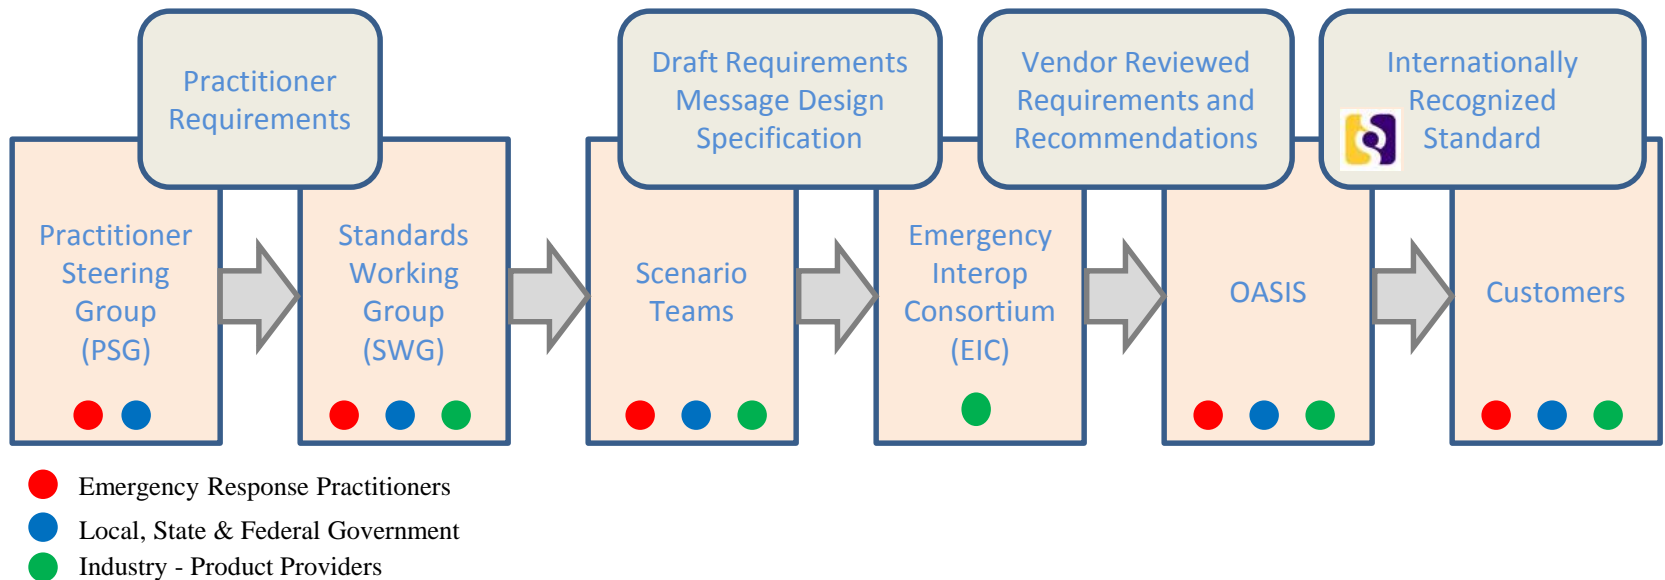 Practitioner
Requirements
Draft Requirements
Message Design
Specification
Vendor Reviewed
Requirements and
Recommendations
Internationally
Recognized
Standard
Practitioner
Steering
Group
(PSG)
Standards
Working
Group
(SWG)
Scenario
Teams
Emergency
Interop
Consortium
(EIC)
OASIS
Customers
Emergency Response Practitioners
Local, State & Federal Government
Industry - Product Providers